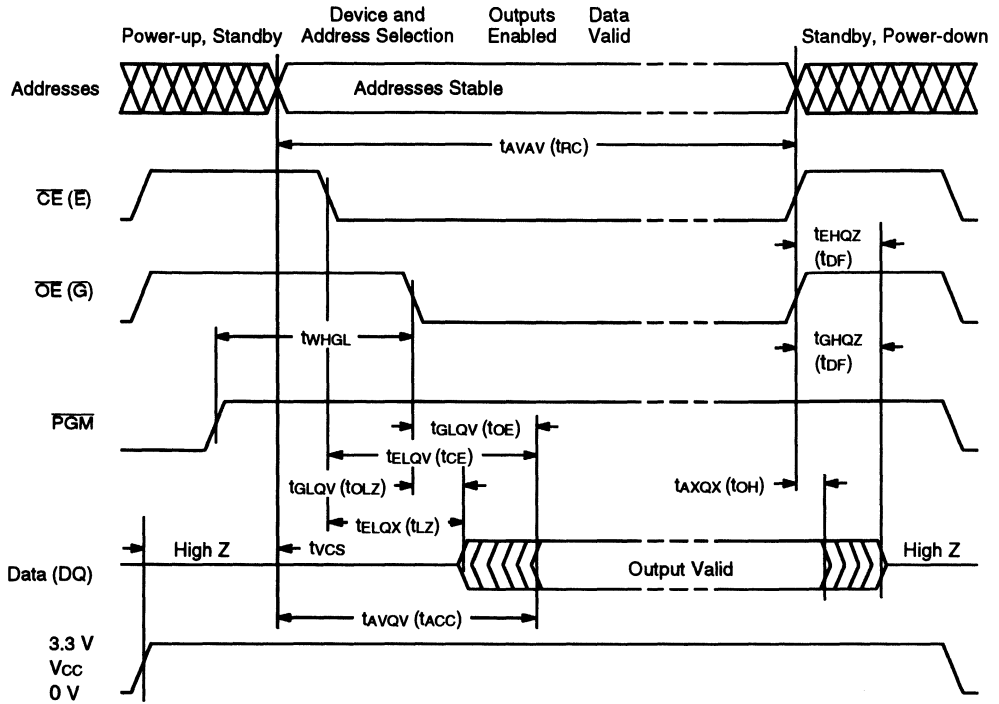 Power-up, Standby
Device and
Address Selection
Outputs
Enabled
Data
Valid
Standby, Power-down
Addresses
Addresses Stable
tAVAV (tRC)
CE (E)
tEHQZ
(tDF)
OE (G)
tWHGL
tGHQZ
(tDF)
PGM
tGLQV (tOE)
tELQV (tCE)
tGLQV (tOLZ)
tAXQX (tOH)
tELQX (tLZ)
High Z
tVCS
High Z
Data (DQ)
Output Valid
tAVQV (tACC)
3.3 V
VCC
0 V